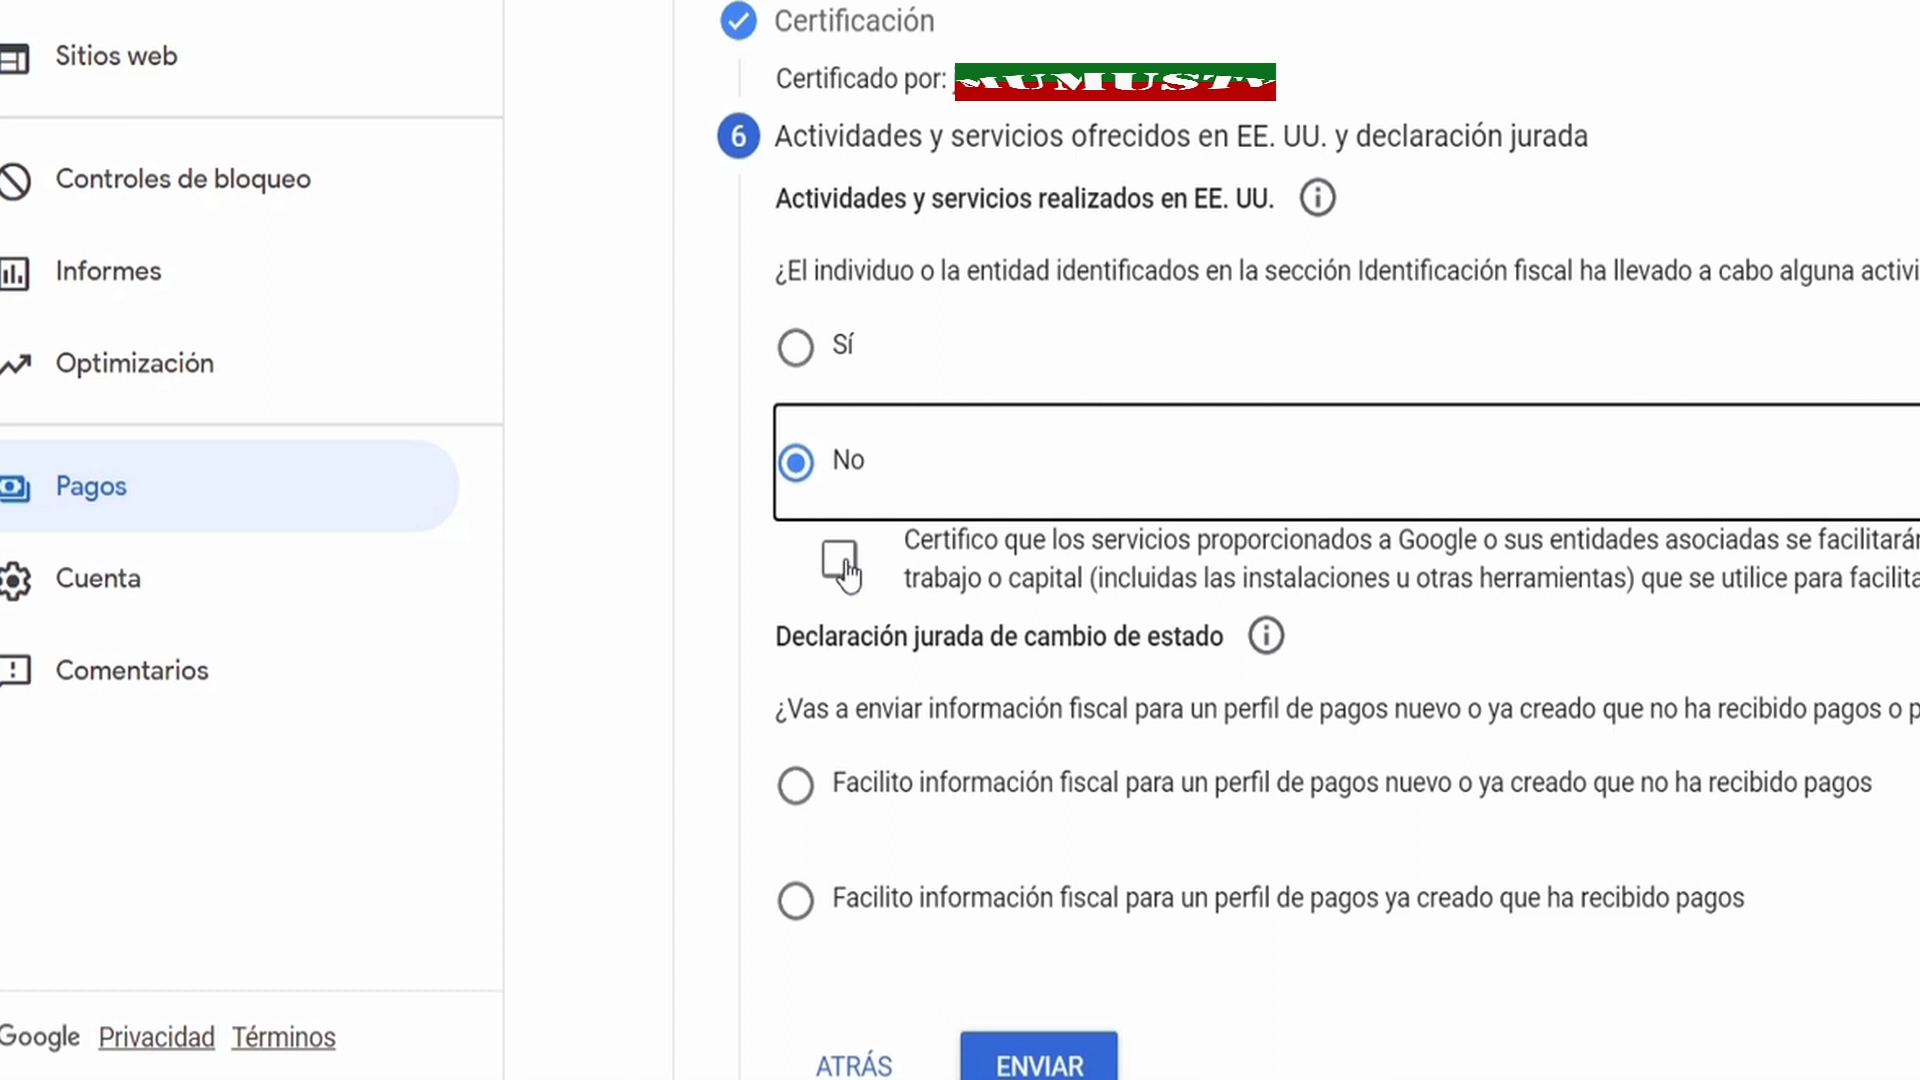 Sitios web
Controles de bloqueo
Informes
Optimización
Pagos
Cuenta
Comentarios
Google Privacidad Términos
Certificación
Certificado por: MUMUSTV
6 Actividades y servicios ofrecidos en EE. UU. y declaración jurada
Actividades y servicios realizados en EE. UU.
¿El individuo o la entidad identificados en la sección Identificación fiscal ha llevado a cabo alguna activi
Sí
No
Certifico que los servicios proporcionados a Google o sus entidades asociadas se facilitarán
trabajo o capital (incluidas las instalaciones u otras herramientas) que se utilice para facilita
Declaración jurada de cambio de estado
¿Vas a enviar información fiscal para un perfil de pagos nuevo o ya creado que no ha recibido pagos o p
Facilito información fiscal para un perfil de pagos nuevo o ya creado que no ha recibido pagos
Facilito información fiscal para un perfil de pagos ya creado que ha recibido pagos
ATRÁS ENVIAR